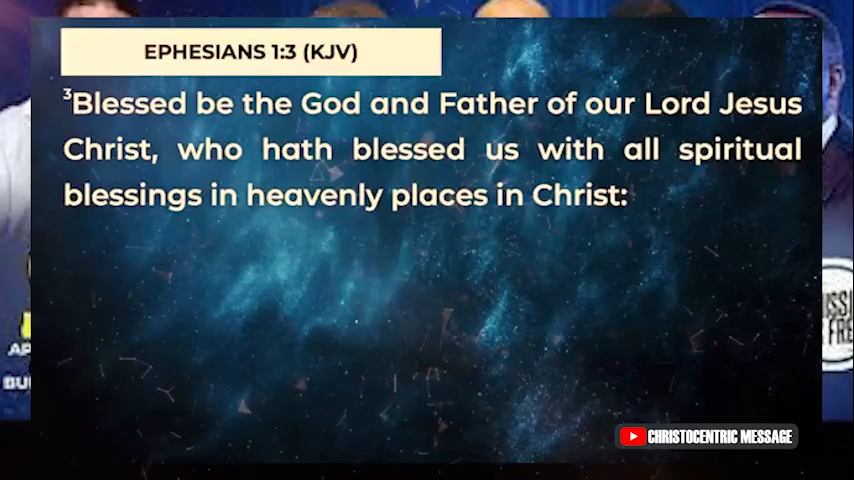 EPHESIANS 1:3 (KJV)
³Blessed be the God and Father of our Lord Jesus
Christ, who hath blessed us with all spiritual
blessings in heavenly places in Christ:
CHRISTOCENTRIC MESSAGE